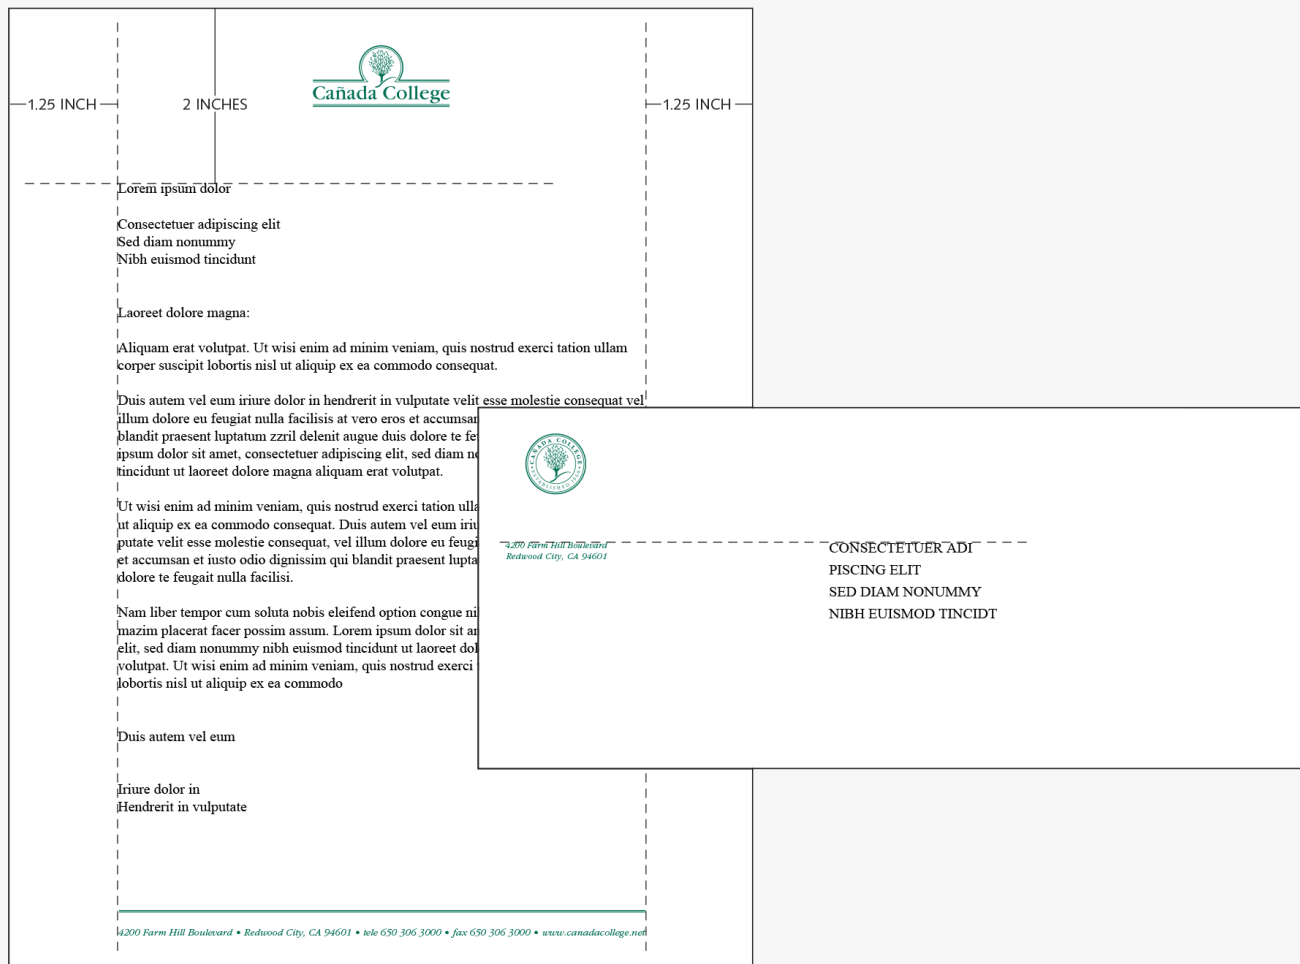 Cañada College
1.25 INCH
2 INCHES
1.25 INCH
Lorem ipsum dolor
Consectetuer adipiscing elit
Sed diam nonummy
Nibh euismod tincidunt
Laoreet dolore magna:
Aliquam erat volutpat. Ut wisi enim ad minim veniam, quis nostrud exerci tation ullam
corper suscipit lobortis nisl ut aliquip ex ea commodo consequat.
Duis autem vel eum iriure dolor in hendrerit in vulputate velit esse molestie consequat vel
illum dolore eu feugiat nulla facilisis at vero eros et accumsan
blandit praesent luptatum zzril delenit augue duis dolore te
ipsum dolor sit amet, consectetuer adipiscing elit, sed diam
tincidunt ut laoreet dolore magna aliquam erat volutpat.
Ut wisi enim ad minim veniam, quis nostrud exerci tation
ut aliquip ex ea commodo consequat. Duis autem vel eum
putate velit esse molestie consequat, vel illum dolore eu
et accumsan et iusto odio dignissim qui blandit praesent
dolore te feugait nulla facilisi.
Nam liber tempor cum soluta nobis eleifend option congue
mazim placerat facer possim assum. Lorem ipsum dolor sit
elit, sed diam nonummy nibh euismod tincidunt ut laoreet
volutpat. Ut wisi enim ad minim veniam, quis nostrud exerci
lobortis nisl ut aliquip ex ea commodo
Duis autem vel eum
Iriure dolor in
Hendrerit in vulputate
4200 Farm Hill Boulevard • Redwood City, CA 94601 • tele 650 306 3000 • fax 650 306 3000 • www.canadacollege.net
CAÑADA COLLEGE
ESTABLISHED 1968
4200 Farm Hill Boulevard
Redwood City, CA 94601
CONSECTETUER ADI
PISCING ELIT
SED DIAM NONUMMY
NIBH EUISMOD TINCIDT